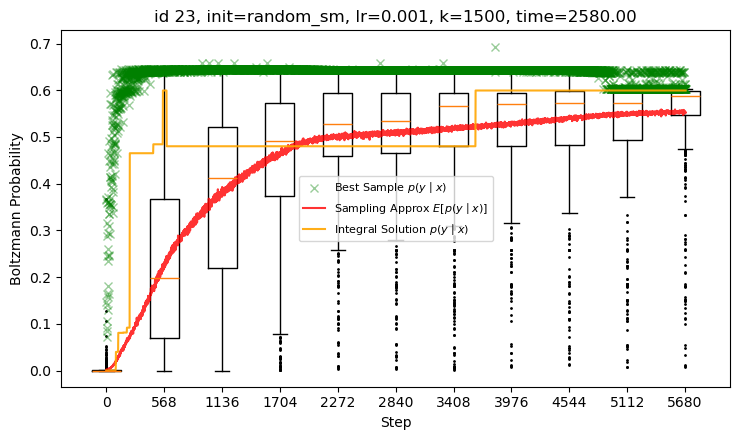 id 23, init=random_sm, lr=0.001, k=1500, time=2580.00
Boltzmann Probability
0.7
0.6
0.5
0.4
0.3
0.2
0.1
0.0
Best Sample p(y | x)
Sampling Approx E[p(y | x)]
Integral Solution p(y | x)
0 568 1136 1704 2272 2840 3408 3976 4544 5112 5680
Step